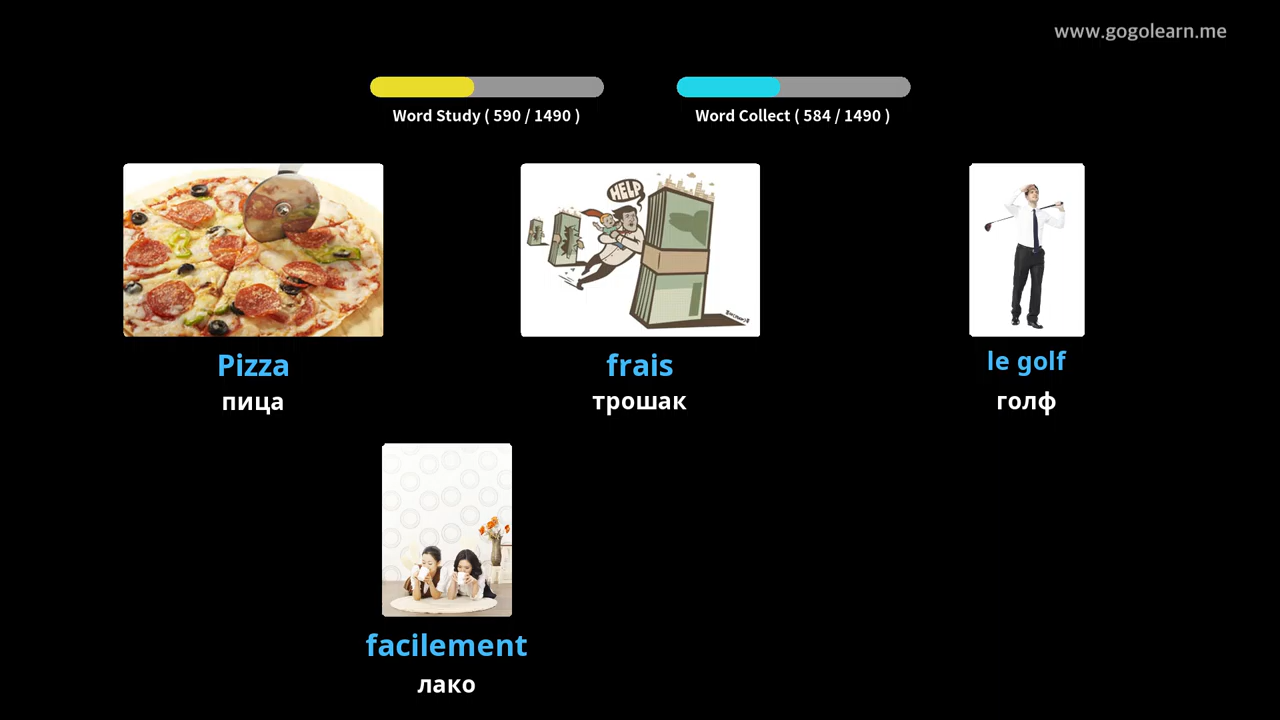 www.gogolearn.me
Word Study ( 590 / 1490 )
Word Collect ( 584 / 1490 )
HELP
Pizza
frais
le golf
пица
трошак
голф
facilement
лако